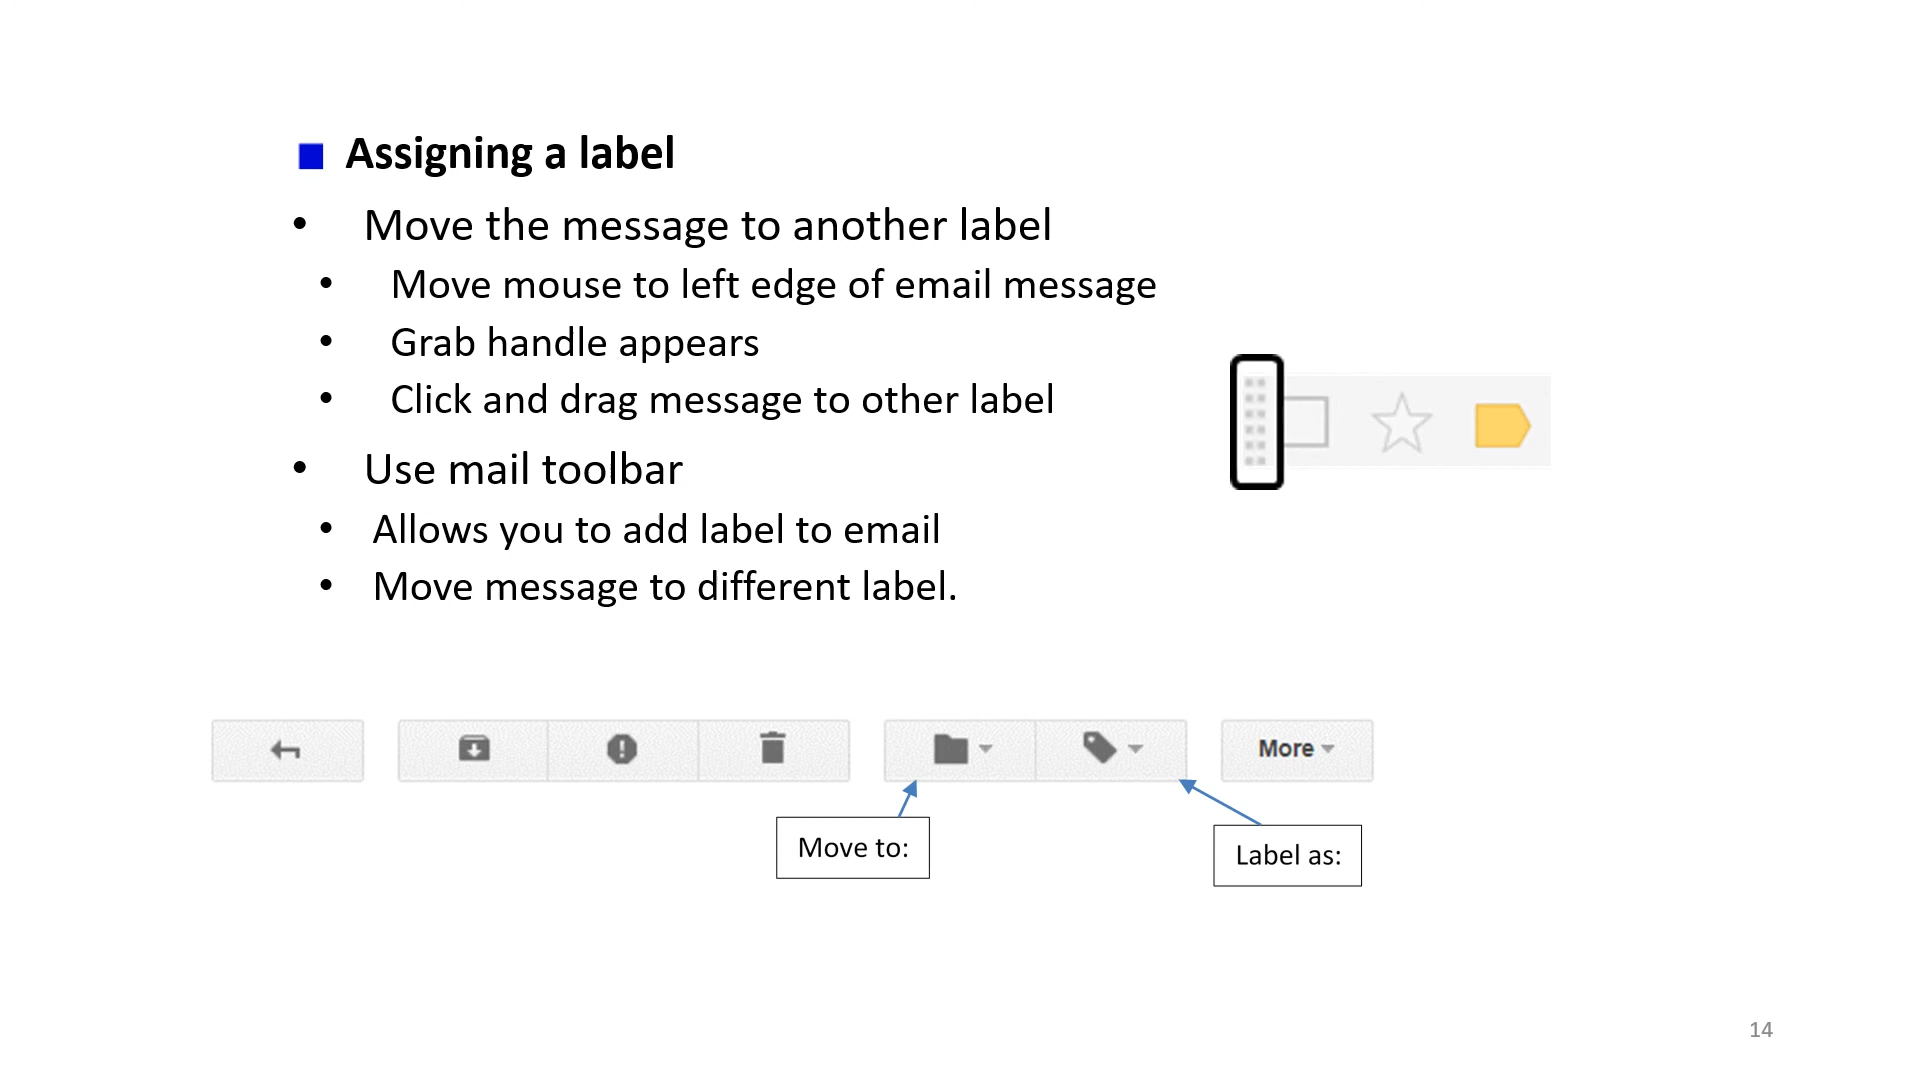 Assigning a label
• Move the message to another label
• Move mouse to left edge of email message
• Grab handle appears
• Click and drag message to other label
• Use mail toolbar
• Allows you to add label to email
• Move message to different label.
More
Move to:
Label as:
14